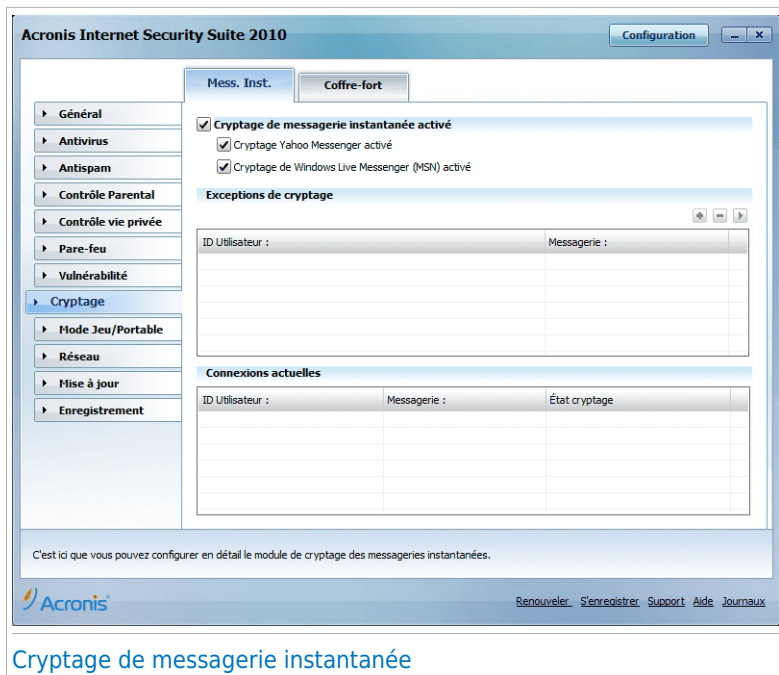 Acronis Internet Security Suite 2010
Configuration
Mess. Inst.
Coffre-fort
Général
Antivirus
Antispam
Contrôle Parental
Contrôle vie privée
Pare-feu
Vulnérabilité
Cryptage
Mode Jeu/Portable
Réseau
Mise à jour
Enregistrement
Cryptage de messagerie instantanée activé
Cryptage Yahoo Messenger activé
Cryptage de Windows Live Messenger (MSN) activé
Exceptions de cryptage
ID Utilisateur : Messagerie :
Connexions actuelles
ID Utilisateur : Messagerie : État cryptage
C'est ici que vous pouvez configurer en détail le module de cryptage des messageries instantanées.
Acronis
Renouveler S'enregistrer Support Aide Journaux
Cryptage de messagerie instantanée